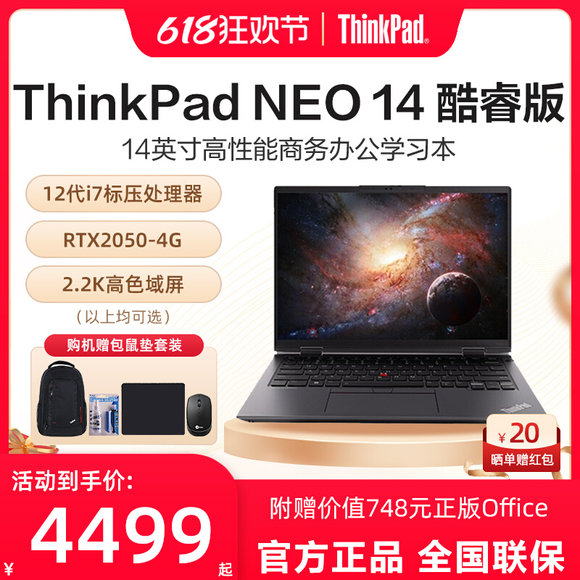 618狂欢节 ThinkPad®
ThinkPad NEO 14 酷睿版
14英寸高性能商务办公学习本
12代i7标压处理器
RTX2050-4G
2.2K高色域屏
(以上均可选)
购机赠包鼠垫套装
ThinkPad
¥20
晒单赠红包
活动到手价:
¥4499起
附赠价值748元正版Office
官方正品 全国联保